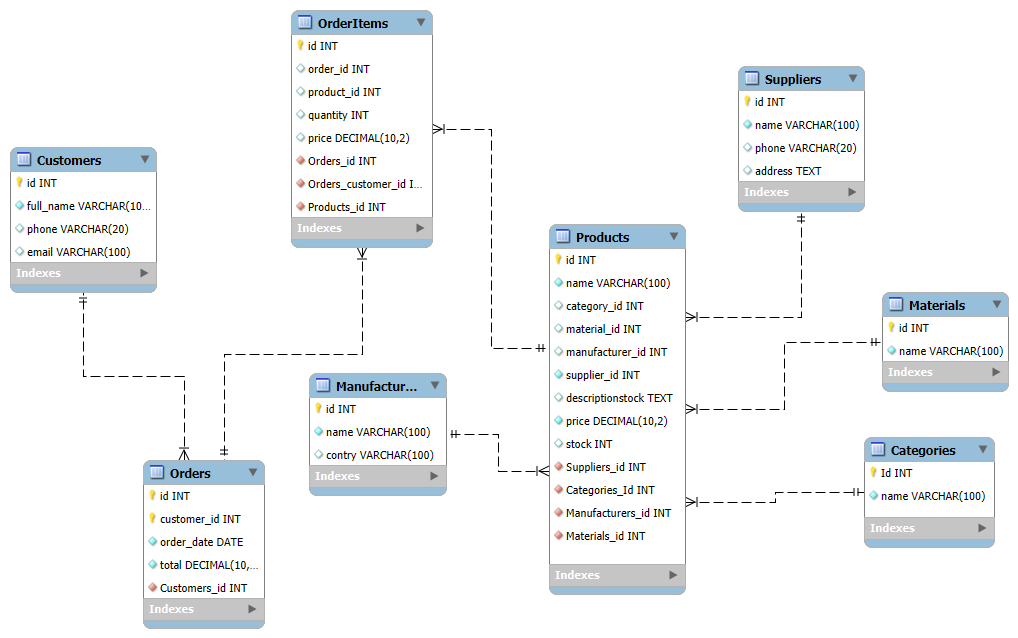 OrderItems
id INT
order_id INT
product_id INT
quantity INT
price DECIMAL(10,2)
Orders_id INT
Orders_customer_id I...
Products_id INT
Indexes
Suppliers
id INT
name VARCHAR(100)
phone VARCHAR(20)
address TEXT
Indexes
Customers
id INT
full_name VARCHAR(10...
phone VARCHAR(20)
email VARCHAR(100)
Indexes
Products
id INT
name VARCHAR(100)
category_id INT
material_id INT
manufacturer_id INT
supplier_id INT
descriptionstock TEXT
price DECIMAL(10,2)
stock INT
Suppliers_id INT
Categories_Id INT
Manufacturers_id INT
Materials_id INT
Indexes
Materials
id INT
name VARCHAR(100)
Indexes
Manufactur...
id INT
name VARCHAR(100)
contry VARCHAR(100)
Indexes
Categories
Id INT
name VARCHAR(100)
Indexes
Orders
id INT
customer_id INT
order_date DATE
total DECIMAL(10,...
Customers_id INT
Indexes